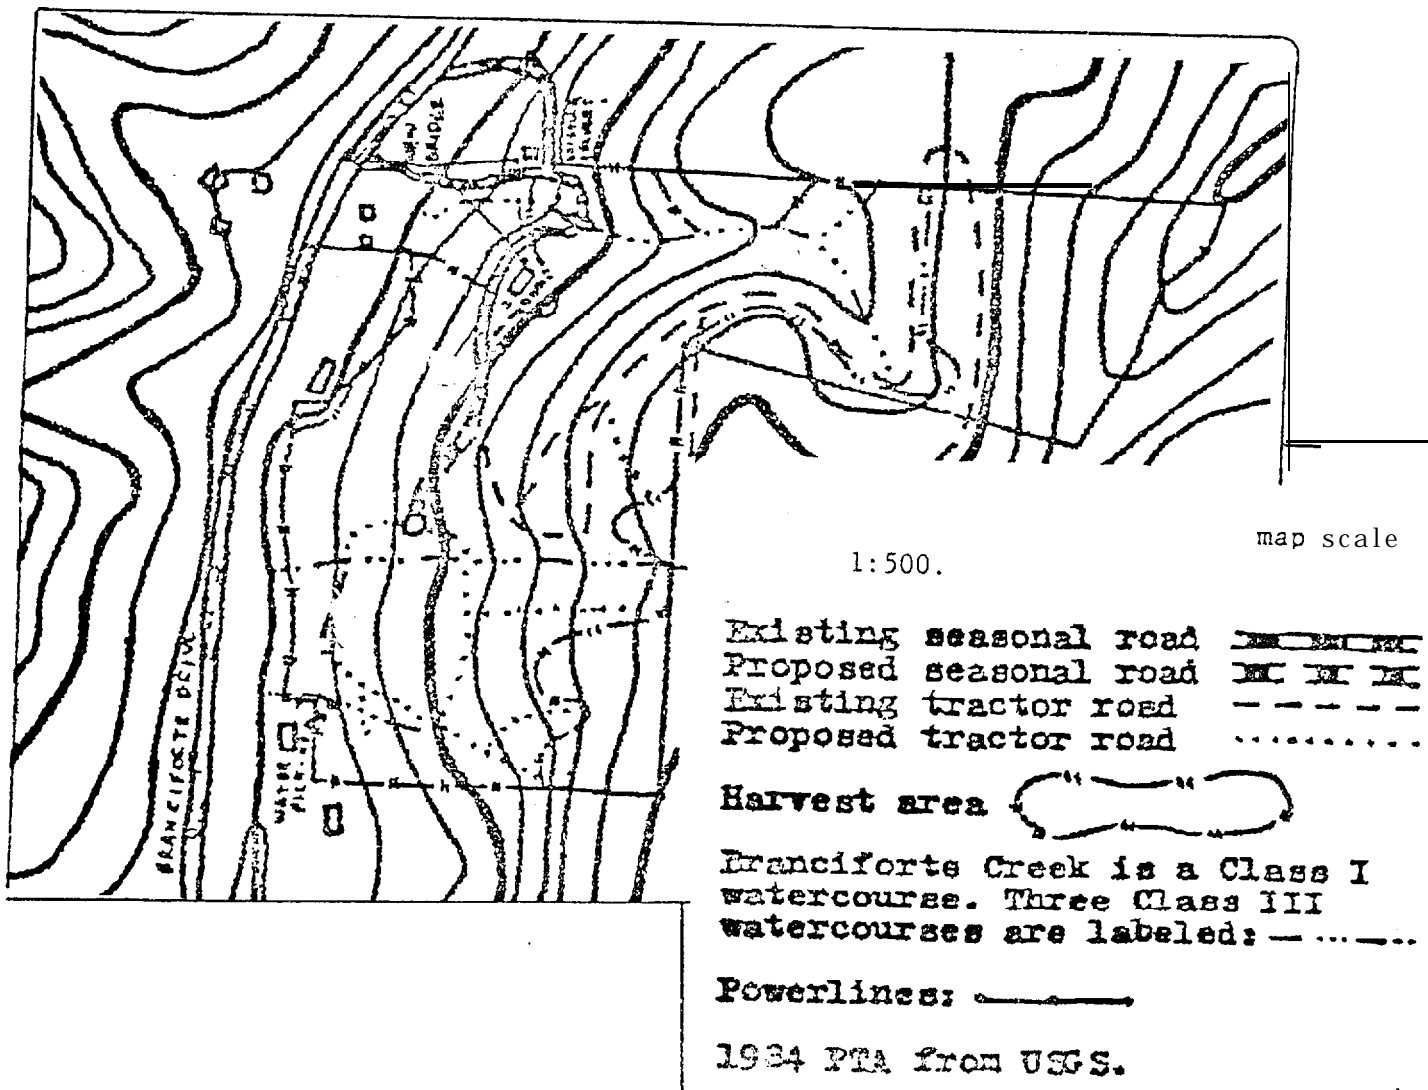 BRANCIFORTE DRIVE
WATER
map scale
1:500.
Existing seasonal road
Proposed seasonal road
Existing tractor road
Proposed tractor road
Harvest area
Branciforte Creek is a Class I
watercourse. Three Class III
watercourses are labeled:
Powerlines:
1984 PTA from USGS.